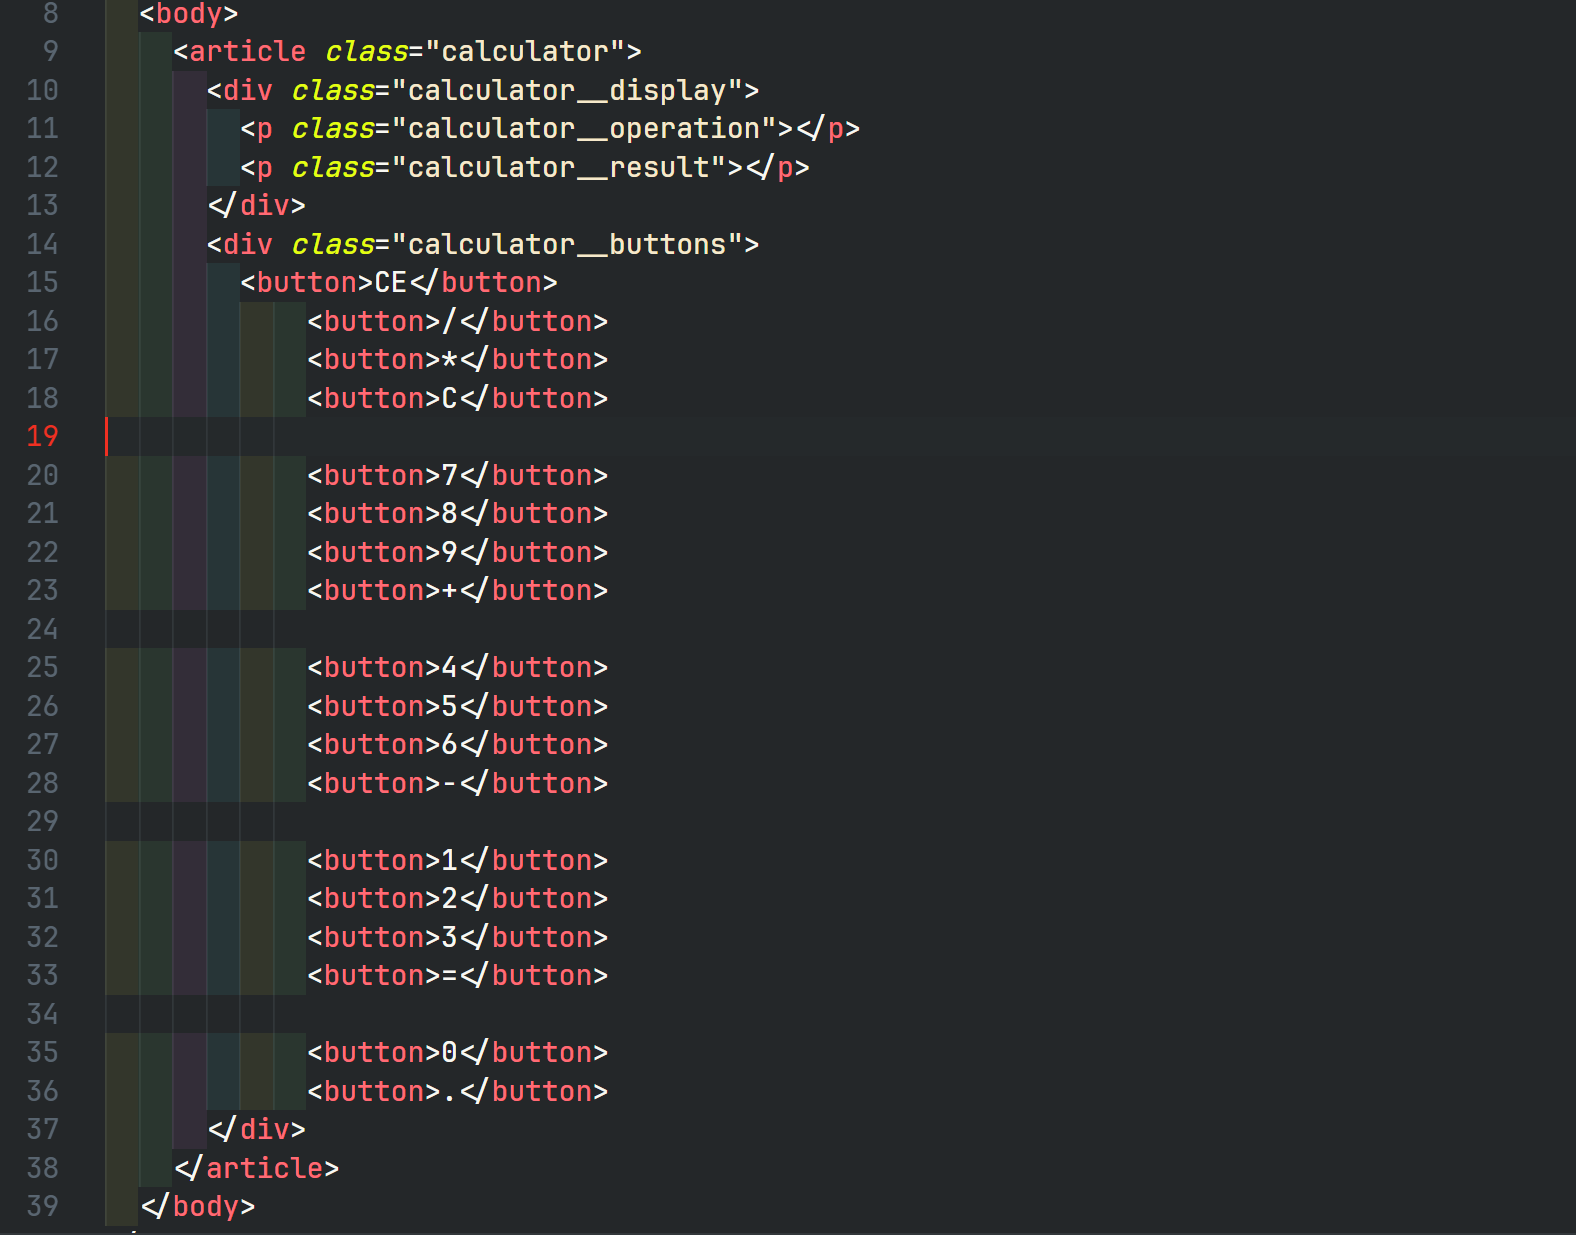 8 <body>
9 <article class="calculator">
10 <div class="calculator__display">
11 <p class="calculator__operation"></p>
12 <p class="calculator__result"></p>
13 </div>
14 <div class="calculator__buttons">
15 <button>CE</button>
16 <button>/</button>
17 <button>*</button>
18 <button>C</button>
19
20 <button>7</button>
21 <button>8</button>
22 <button>9</button>
23 <button>+</button>
24
25 <button>4</button>
26 <button>5</button>
27 <button>6</button>
28 <button>-</button>
29
30 <button>1</button>
31 <button>2</button>
32 <button>3</button>
33 <button>=</button>
34
35 <button>0</button>
36 <button>.</button>
37 </div>
38 </article>
39 </body>